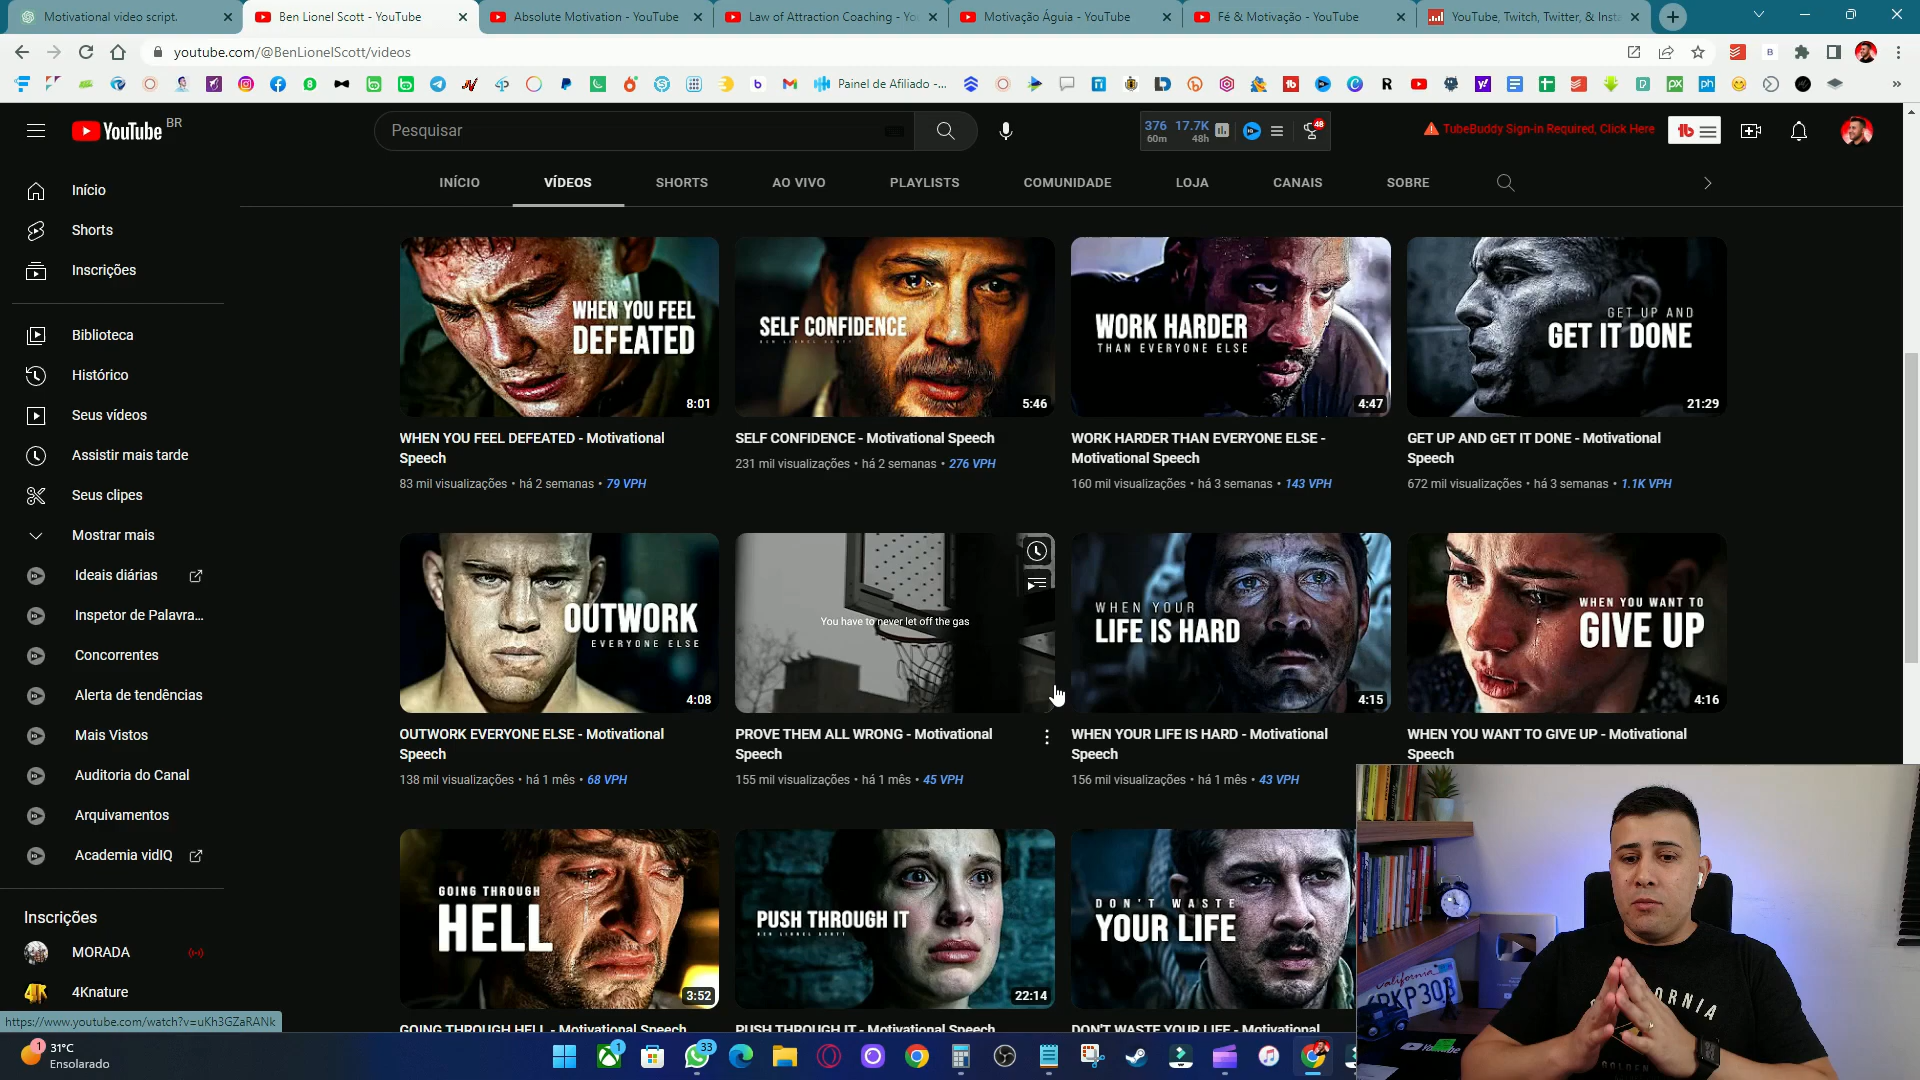 Motivational video script.
Ben Lionel Scott - YouTube
Absolute Motivation - YouTube
Law of Attraction Coaching - Yo
Motivação Águia - YouTube
Fé & Motivação - YouTube
YouTube, Twitch, Twitter, & Inst
youtube.com/@BenLionelScott/videos
Painel de Afiliado -...
YouTube BR
Pesquisar
376 17.7K
60m 48h
48
TubeBuddy Sign-in Required, Click Here
INÍCIO
VÍDEOS
SHORTS
AO VIVO
PLAYLISTS
COMUNIDADE
LOJA
CANAIS
SOBRE
Início
Shorts
Inscrições
Biblioteca
Histórico
Seus vídeos
Assistir mais tarde
Seus clipes
Mostrar mais
Ideais diárias
Inspetor de Palavra...
Concorrentes
Alerta de tendências
Mais Vistos
Auditoria do Canal
Arquivamentos
Academia vidIQ
Inscrições
MORADA
4Knature
WHEN YOU FEEL
DEFEATED
8:01
WHEN YOU FEEL DEFEATED - Motivational
Speech
83 mil visualizações • há 2 semanas • 79 VPH
SELF CONFIDENCE
BEN LIONEL SCOTT
5:46
SELF CONFIDENCE - Motivational Speech
231 mil visualizações • há 2 semanas • 276 VPH
WORK HARDER
THAN EVERYONE ELSE
4:47
WORK HARDER THAN EVERYONE ELSE -
Motivational Speech
160 mil visualizações • há 3 semanas • 143 VPH
GET UP AND
GET IT DONE
21:29
GET UP AND GET IT DONE - Motivational
Speech
672 mil visualizações • há 3 semanas • 1.1K VPH
OUTWORK
EVERYONE ELSE
4:08
OUTWORK EVERYONE ELSE - Motivational
Speech
138 mil visualizações • há 1 mês • 68 VPH
You have to never let off the gas
PROVE THEM ALL WRONG - Motivational
Speech
155 mil visualizações • há 1 mês • 45 VPH
WHEN YOUR
LIFE IS HARD
4:15
WHEN YOUR LIFE IS HARD - Motivational
Speech
156 mil visualizações • há 1 mês • 43 VPH
WHEN YOU WANT TO
GIVE UP
4:16
WHEN YOU WANT TO GIVE UP - Motivational
Speech
GOING THROUGH
HELL
3:52
GOING THROUGH HELL - Motivational Speech
PUSH THROUGH IT
BEN LIONEL SCOTT
22:14
PUSH THROUGH IT - Motivational Speech
DON'T WASTE
YOUR LIFE
DON'T WASTE YOUR LIFE - Motivational
California
ORNIA
GOLDEN
https://www.youtube.com/watch?v=uKh3GZaRANk
1
31°C
Ensolarado
1
33